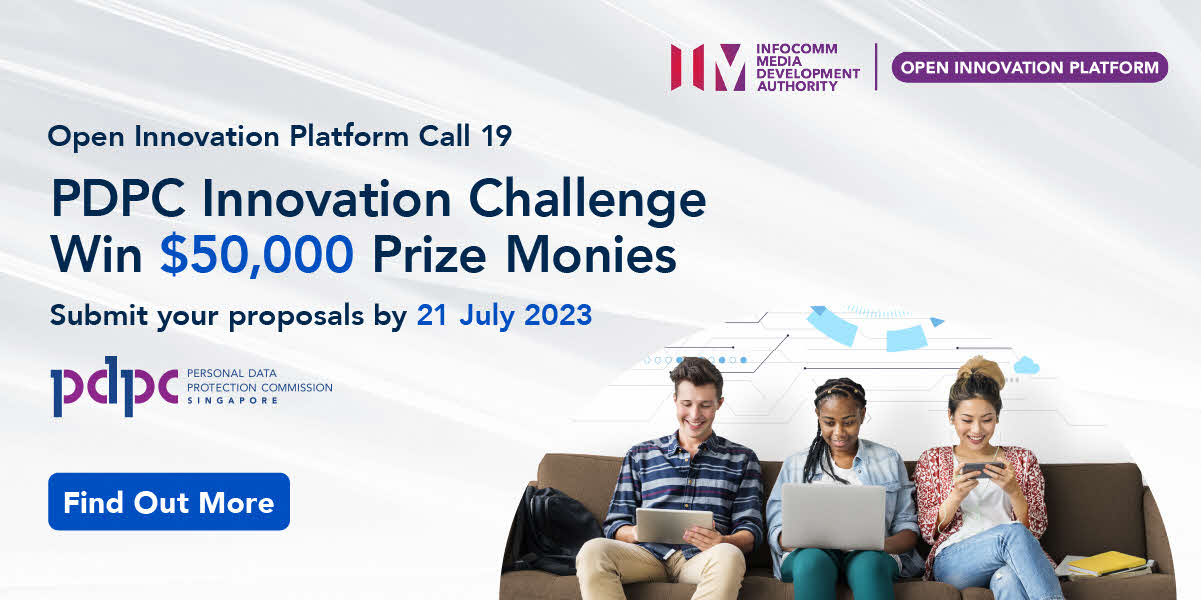 INFOCOMM
MEDIA
DEVELOPMENT
AUTHORITY
OPEN INNOVATION PLATFORM
Open Innovation Platform Call 19
PDPC Innovation Challenge
Win $50,000 Prize Monies
Submit your proposals by 21 July 2023
pdpc
PERSONAL DATA
PROTECTION COMMISSION
SINGAPORE
Find Out More